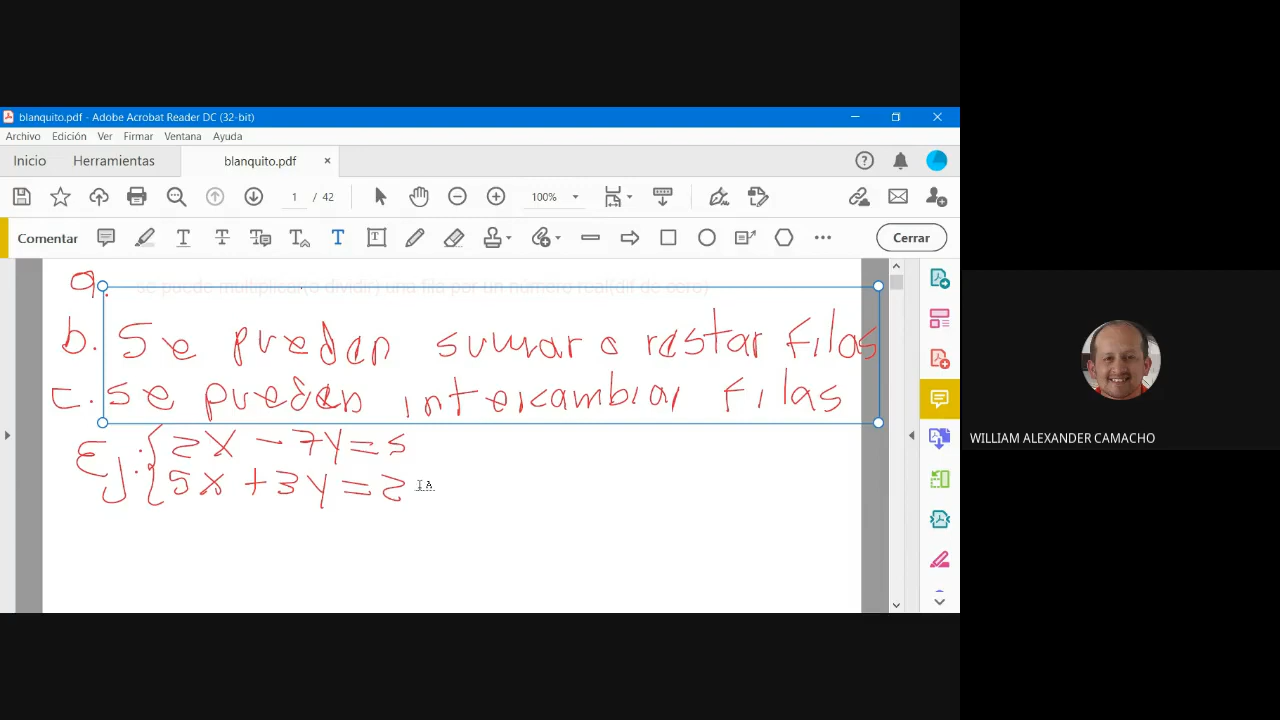 blanquito.pdf - Adobe Acrobat Reader DC (32-bit)
Archivo Edición Ver Firmar Ventana Ayuda
Inicio Herramientas blanquito.pdf
1 / 42 100%
Comentar Cerrar
a. se puede multiplicar(o dividir) una fila por un numero real(dif de cero)
b. Se pueden sumar o restar filas
c. se pueden intercambiar filas
Ej: 2x - 7y = 5
5x + 3y = 2
WILLIAM ALEXANDER CAMACHO